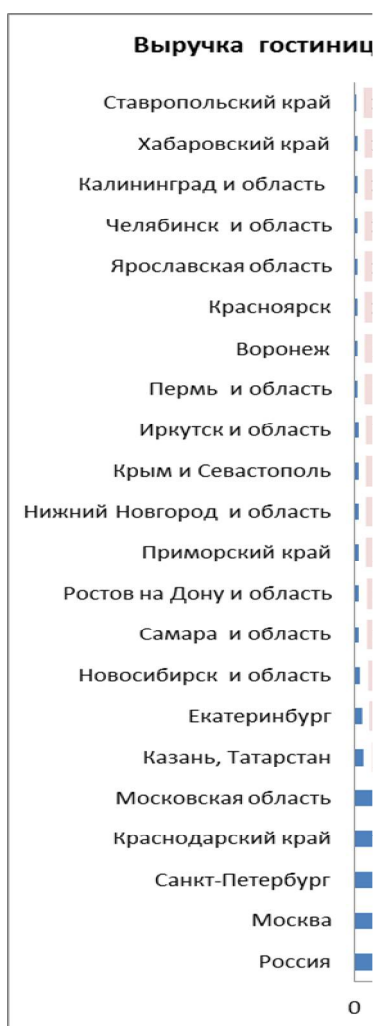 Выручка гостиниц
Ставропольский край
Хабаровский край
Калининград и область
Челябинск и область
Ярославская область
Красноярск
Воронеж
Пермь и область
Иркутск и область
Крым и Севастополь
Нижний Новгород и область
Приморский край
Ростов на Дону и область
Самара и область
Новосибирск и область
Екатеринбург
Казань, Татарстан
Московская область
Краснодарский край
Санкт-Петербург
Москва
Россия
0